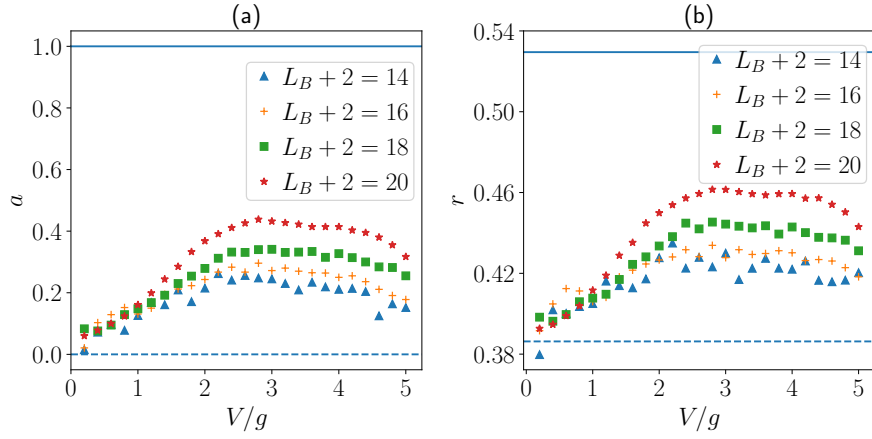 (a)
1.0
0.8
0.6
0.4
0.2
0.0
a
0 1 2 3 4 5
V/g
L_B + 2 = 14
L_B + 2 = 16
L_B + 2 = 18
L_B + 2 = 20
(b)
0.54
0.50
0.46
0.42
0.38
r
0 1 2 3 4 5
V/g
L_B + 2 = 14
L_B + 2 = 16
L_B + 2 = 18
L_B + 2 = 20